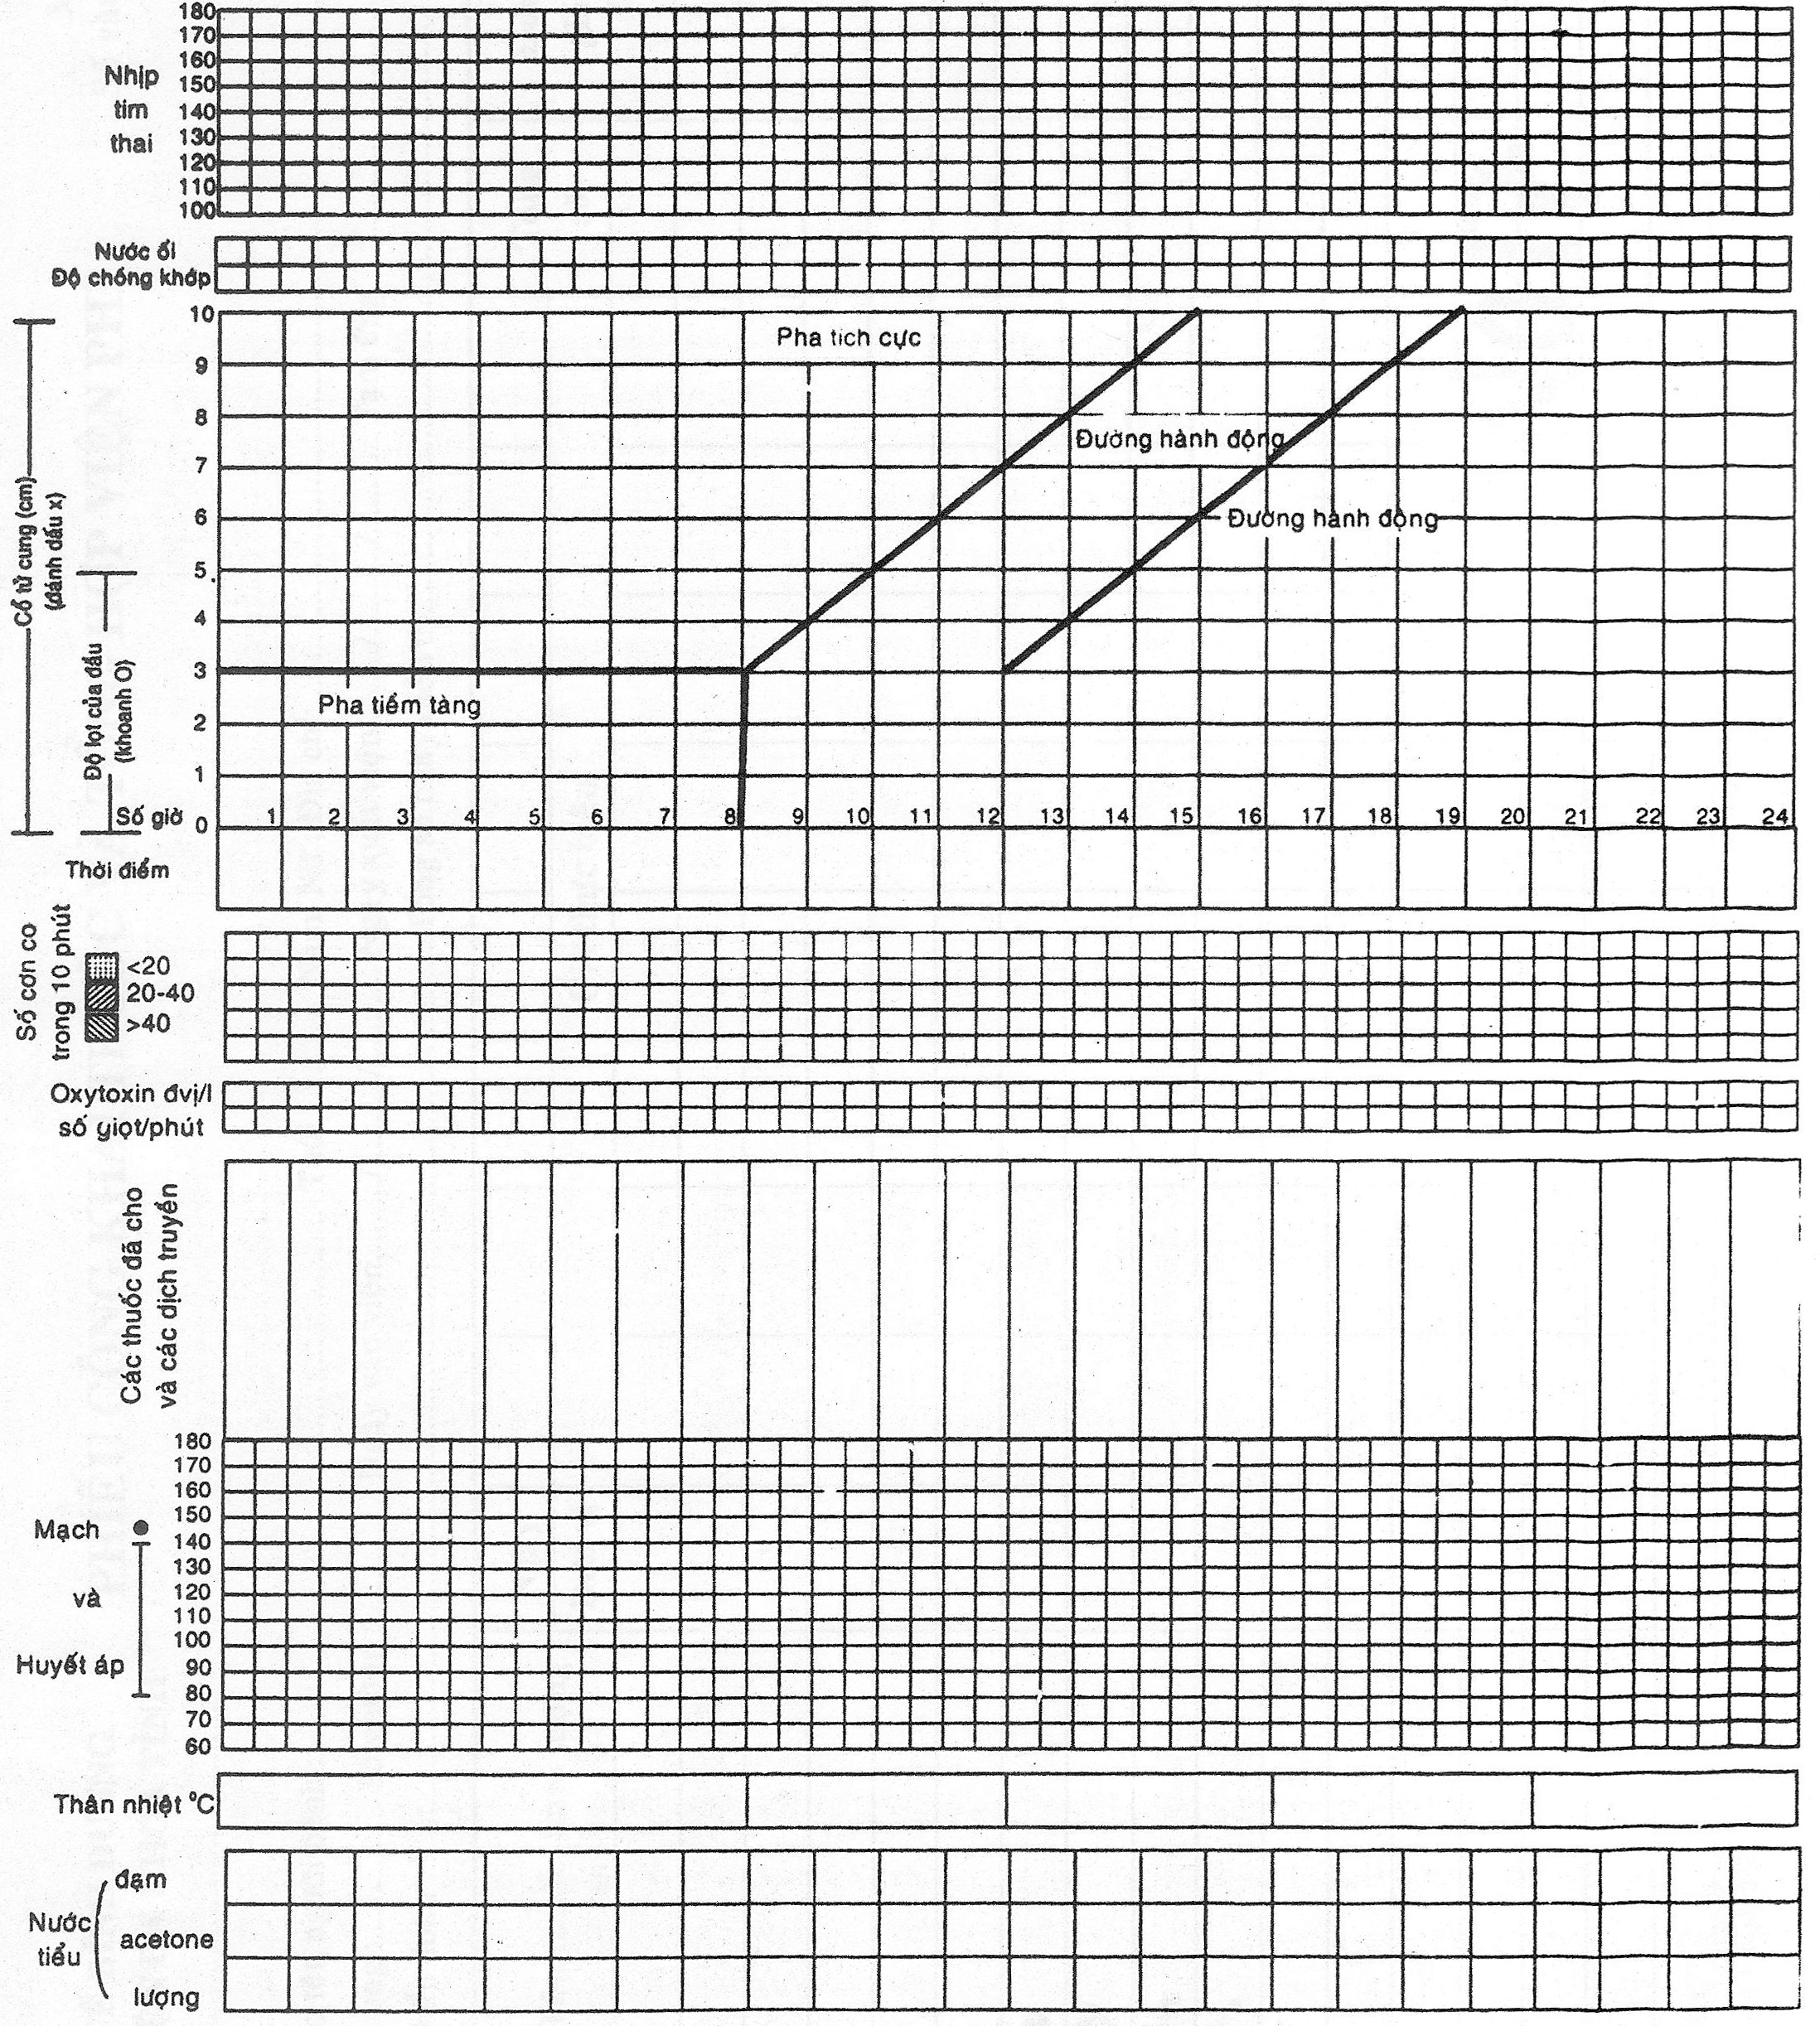 180
170
160
150
140
130
120
110
100
Nhịp
tim
thai
Nước ối
Độ chồng khớp
10
9
8
7
6
5
4
3
2
1
0
Cổ tử cung (cm)
(đánh dấu x)
Độ lọt của đầu
(khoanh O)
Pha tích cực
Đường hành động
Đường hành động
Pha tiềm tàng
Số giờ 1 2 3 4 5 6 7 8 9 10 11 12 13 14 15 16 17 18 19 20 21 22 23 24
Thời điểm
Số cơn co
trong 10 phút
<20
20-40
>40
Oxytoxin đvị/l
số giọt/phút
Các thuốc đã cho
và các dịch truyền
180
170
160
150
140
130
120
110
100
90
80
70
60
Mạch
và
Huyết áp
Thân nhiệt °C
Nước
tiểu
đạm
acetone
lượng